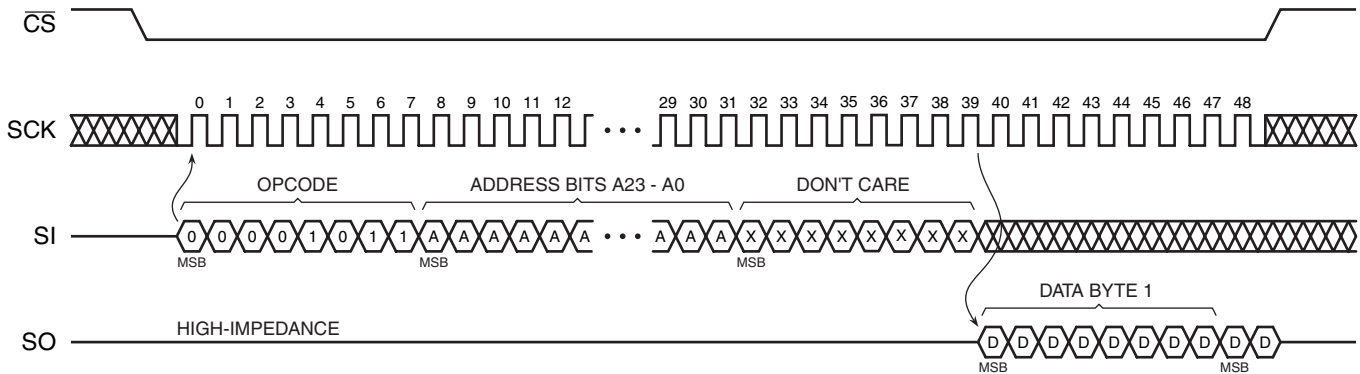 CS
0 1 2 3 4 5 6 7 8 9 10 11 12 29 30 31 32 33 34 35 36 37 38 39 40 41 42 43 44 45 46 47 48
SCK
OPCODE ADDRESS BITS A23 - A0 DON'T CARE
SI 0 0 0 0 1 0 1 1 A A A A A A A A A X X X X X X X X
MSB MSB MSB
DATA BYTE 1
HIGH-IMPEDANCE
SO D D D D D D D D D D
MSB MSB